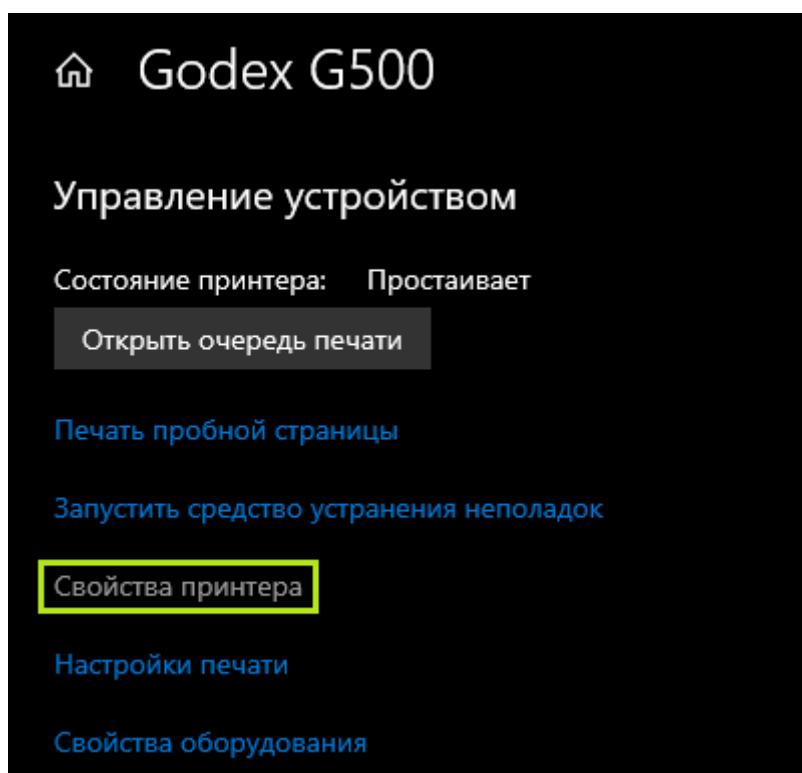 Godex G500
Управление устройством
Состояние принтера: Простаивает
Открыть очередь печати
Печать пробной страницы
Запустить средство устранения неполадок
Свойства принтера
Настройки печати
Свойства оборудования